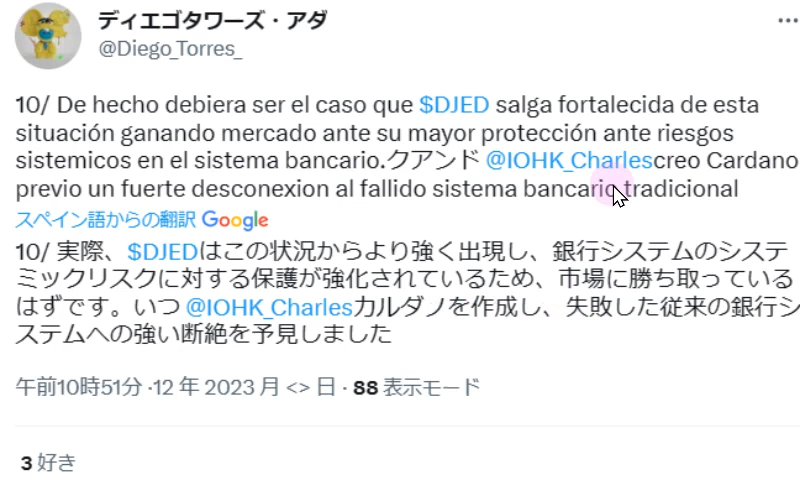 ディエゴタワーズ・アダ
@Diego_Torres_
10/ De hecho debiera ser el caso que $DJED salga fortalecida de esta
situación ganando mercado ante su mayor protección ante riesgos
sistemicos en el sistema bancario.クアンド @IOHK_Charlescreo Cardano
previo un fuerte desconexion al fallido sistema bancario tradicional
スペイン語からの翻訳 Google
10/ 実際、$DJEDはこの状況からより強く出現し、銀行システムのシステ
ミックリスクに対する保護が強化されているため、市場に勝ち取っている
はずです。いつ @IOHK_Charlesカルダノを作成し、失敗した従来の銀行シ
ステムへの強い断絶を予見しました
午前10時51分 ·12 年 2023 月 <> 日 · 88 表示モード
3 好き